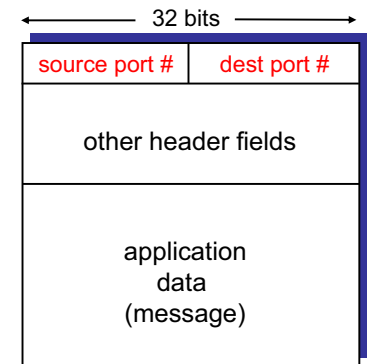 32 bits
source port # dest port #
other header fields
application
data
(message)